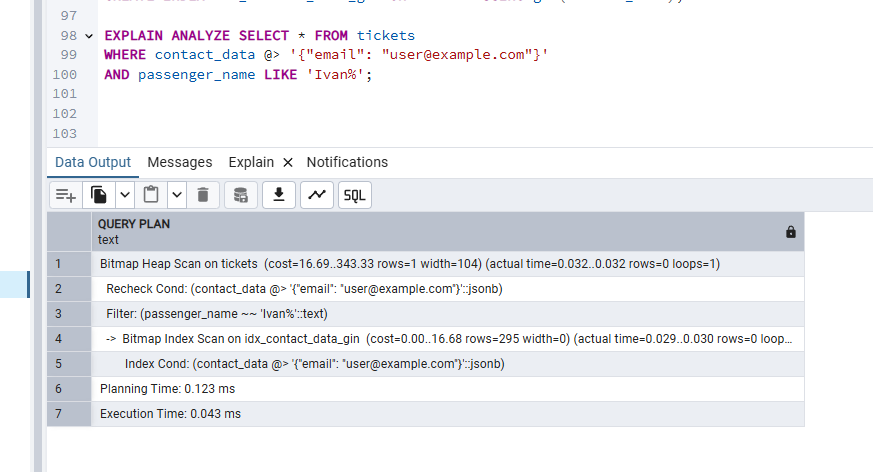 97
98 EXPLAIN ANALYZE SELECT * FROM tickets
99 WHERE contact_data @> '{"email": "user@example.com"}'
100 AND passenger_name LIKE 'Ivan%';
101
102
103
Data Output Messages Explain Notifications
SQL
QUERY PLAN
text
1 Bitmap Heap Scan on tickets (cost=16.69..343.33 rows=1 width=104) (actual time=0.032..0.032 rows=0 loops=1)
2 Recheck Cond: (contact_data @> '{"email": "user@example.com"}'::jsonb)
3 Filter: (passenger_name ~~ 'Ivan%'::text)
4 -> Bitmap Index Scan on idx_contact_data_gin (cost=0.00..16.68 rows=295 width=0) (actual time=0.029..0.030 rows=0 loop...
5 Index Cond: (contact_data @> '{"email": "user@example.com"}'::jsonb)
6 Planning Time: 0.123 ms
7 Execution Time: 0.043 ms